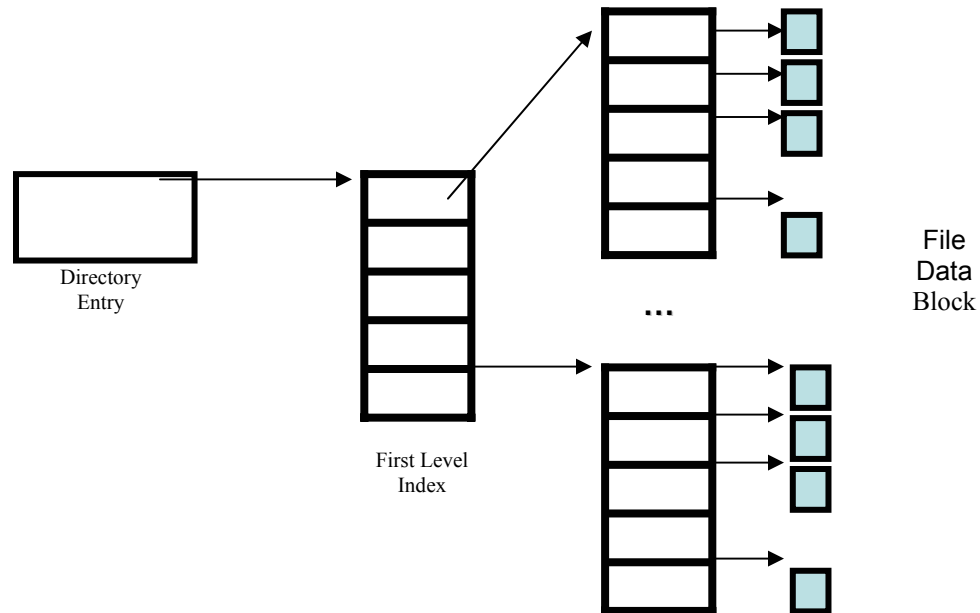 Directory
Entry
First Level
Index
...
File
Data
Block